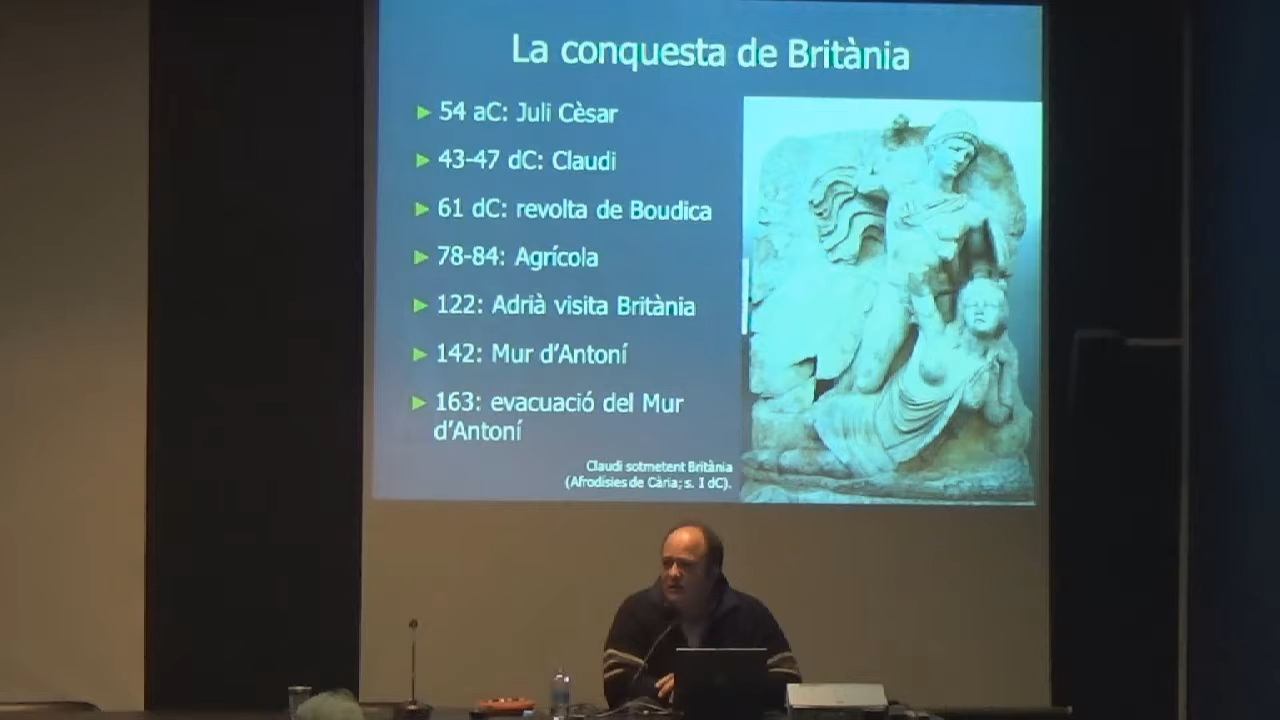 La conquesta de Britània
► 54 aC: Juli Cèsar
► 43-47 dC: Claudi
► 61 dC: revolta de Boudica
► 78-84: Agrícola
► 122: Adrià visita Britània
► 142: Mur d'Antoní
► 163: evacuació del Mur
d'Antoní
Claudi sotmetent Britània
(Afrodísies de Cària; s. I dC).